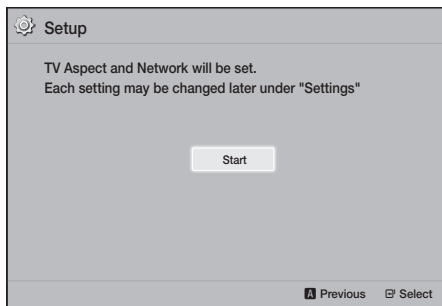 Setup
TV Aspect and Network will be set.
Each setting may be changed later under "Settings"
Start
A Previous Select